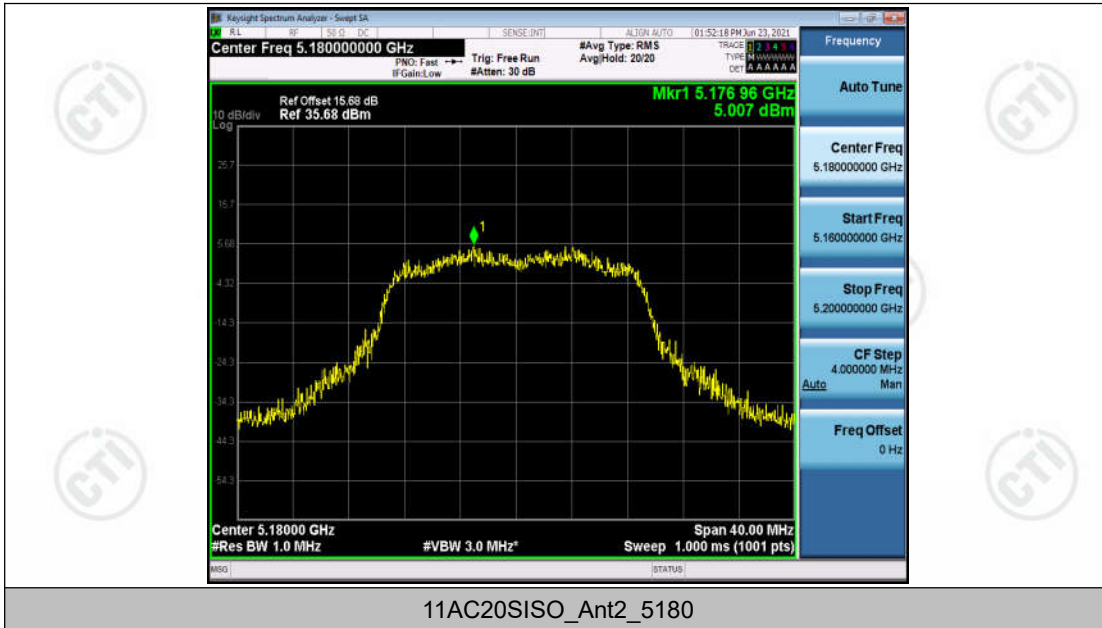 Keysight Spectrum Analyzer - Swept SA
RL RF 50 Ω DC SENSE:INT ALIGN AUTO 01:52:18 PM Jun 23, 2021
Center Freq 5.180000000 GHz
PNO: Fast
IFGain:Low
Trig: Free Run
#Atten: 30 dB
#Avg Type: RMS
Avg|Hold: 20/20
TRACE 1 2 3 4 5 6
TYPE M WWWWW
DET A A A A A A
Ref Offset 15.68 dB
10 dB/div Ref 35.68 dBm
Log
Mkr1 5.176 96 GHz
5.007 dBm
25.7
15.7
5.68
-4.32
-14.3
-24.3
-34.3
-44.3
-54.3
1
Center 5.18000 GHz
Span 40.00 MHz
#Res BW 1.0 MHz
#VBW 3.0 MHz*
Sweep 1.000 ms (1001 pts)
MSG
STATUS
Frequency
Auto Tune
Center Freq
5.180000000 GHz
Start Freq
5.160000000 GHz
Stop Freq
5.200000000 GHz
CF Step
4.000000 MHz
Auto Man
Freq Offset
0 Hz
CTI
CTI
CTI
CTI
11AC20SISO_Ant2_5180